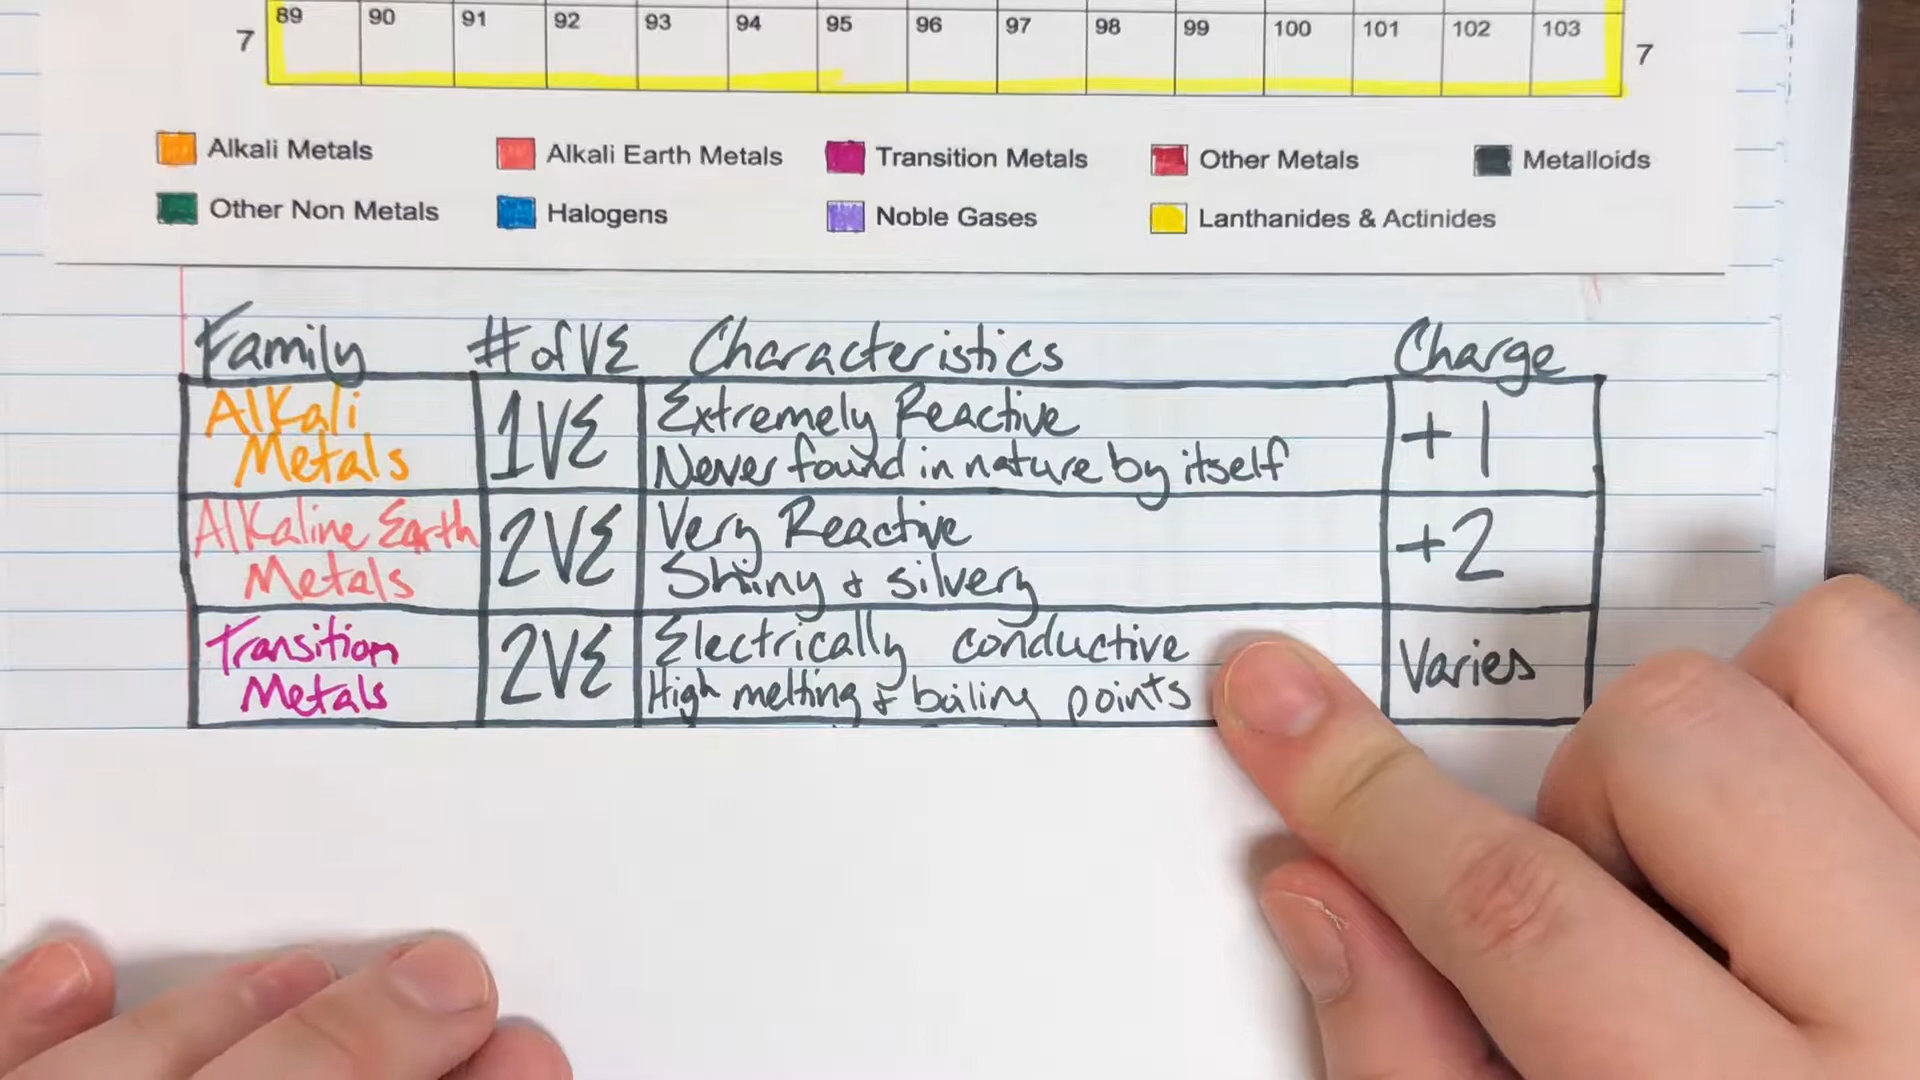 89 90 91 92 93 94 95 96 97 98 99 100 101 102 103
7 7
Alkali Metals Alkali Earth Metals Transition Metals Other Metals Metalloids
Other Non Metals Halogens Noble Gases Lanthanides & Actinides
Family # of VE Characteristics Charge
Alkali
Metals
1VE
Extremely Reactive
Never found in nature by itself
+1
Alkaline Earth
Metals
2VE
Very Reactive
Shiny & silvery
+2
Transition
Metals
2VE
Electrically conductive
High melting & boiling points
Varies